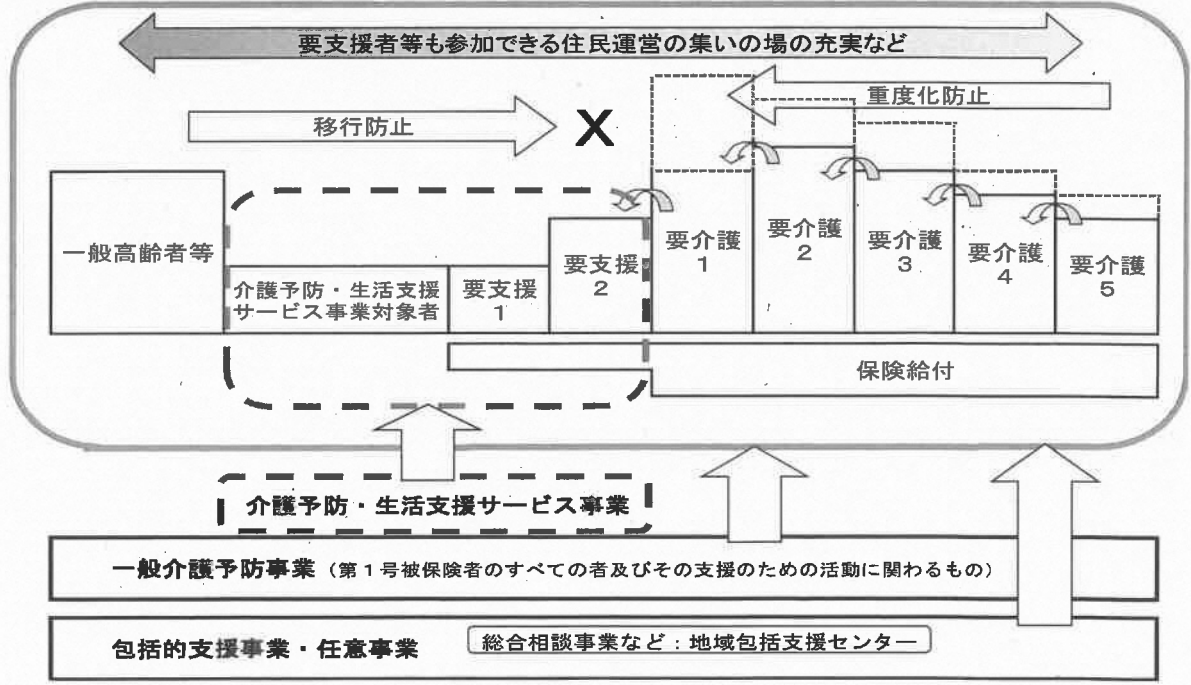 要支援者等も参加できる住民運営の集いの場の充実など
重度化防止
移行防止
X
一般高齢者等
介護予防・生活支援
サービス事業対象者
要支援
1
要支援
2
要介護
1
要介護
2
要介護
3
要介護
4
要介護
5
保険給付
介護予防・生活支援サービス事業
一般介護予防事業(第1号被保険者のすべての者及びその支援のための活動に関わるもの)
包括的支援事業・任意事業
総合相談事業など:地域包括支援センター